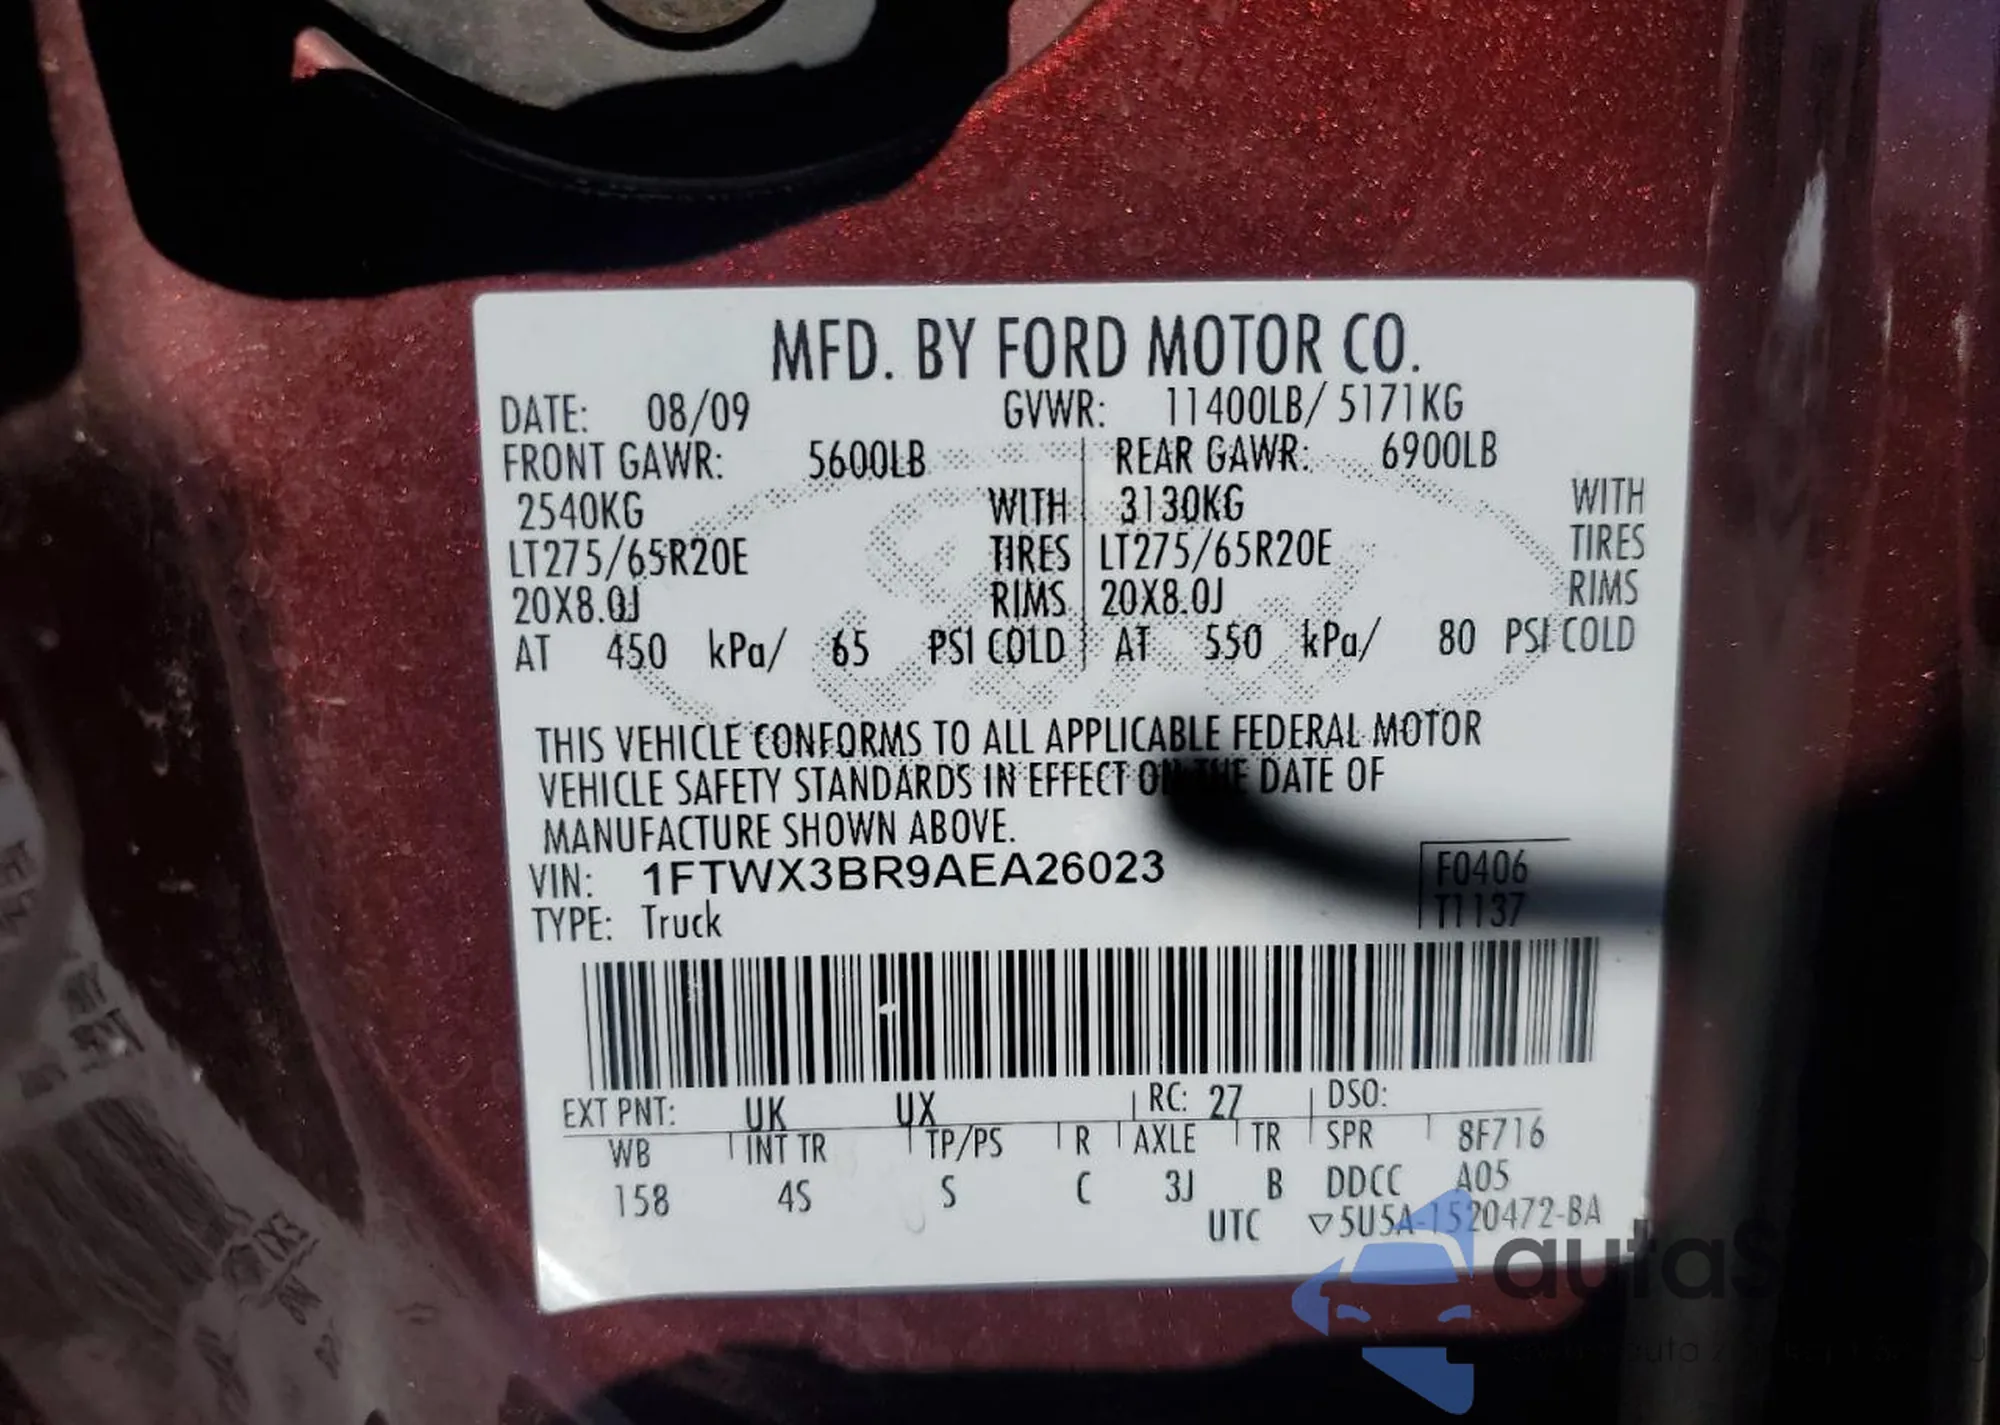 MFD. BY FORD MOTOR CO.
DATE: 08/09 GVWR: 11400LB/ 5171KG
FRONT GAWR: 5600LB REAR GAWR: 6900LB
2540KG WITH 3130KG WITH
LT275/65R20E TIRES LT275/65R20E TIRES
20X8.0J RIMS 20X8.0J RIMS
AT 450 kPa/ 65 PSI COLD AT 550 kPa/ 80 PSI COLD
THIS VEHICLE CONFORMS TO ALL APPLICABLE FEDERAL MOTOR
VEHICLE SAFETY STANDARDS IN EFFECT ON THE DATE OF
MANUFACTURE SHOWN ABOVE.
VIN: 1FTWX3BR9AEA26023 F0406
TYPE: Truck T1137
EXT PNT: UK UX RC: 27 DSO:
WB INT TR TP/PS R AXLE TR SPR 8F716
158 4S S C 3J B DDCC A05
UTC ▽5U5A-1520472-BA